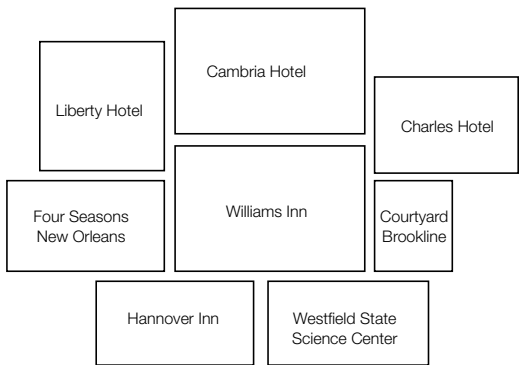 Cambria Hotel
Liberty Hotel
Charles Hotel
Four Seasons
New Orleans
Williams Inn
Courtyard
Brookline
Hannover Inn
Westfield State
Science Center